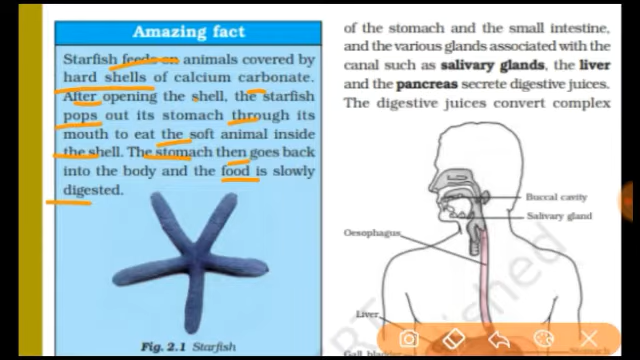 Amazing fact
Starfish feeds on animals covered by
hard shells of calcium carbonate.
After opening the shell, the starfish
pops out its stomach through its
mouth to eat the soft animal inside
the shell. The stomach then goes back
into the body and the food is slowly
digested.
Fig. 2.1 Starfish
of the stomach and the small intestine,
and the various glands associated with the
canal such as salivary glands, the liver
and the pancreas secrete digestive juices.
The digestive juices convert complex
Buccal cavity
Salivary gland
Oesophagus
Liver
Gall bladder